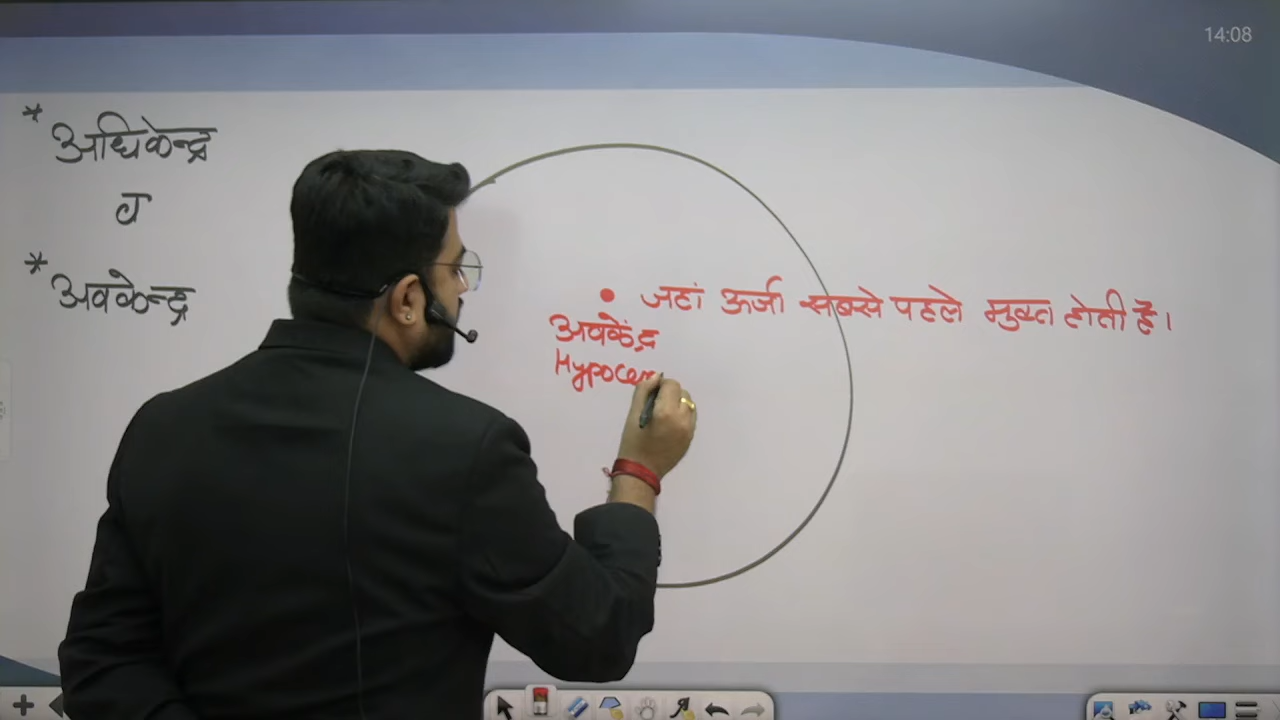 14:08
* अधिकेन्द्र
व
* अवकेन्द्र
• जहां ऊर्जा सबसे पहले मुक्त होती है।
अवकेंद्र
Hypocen